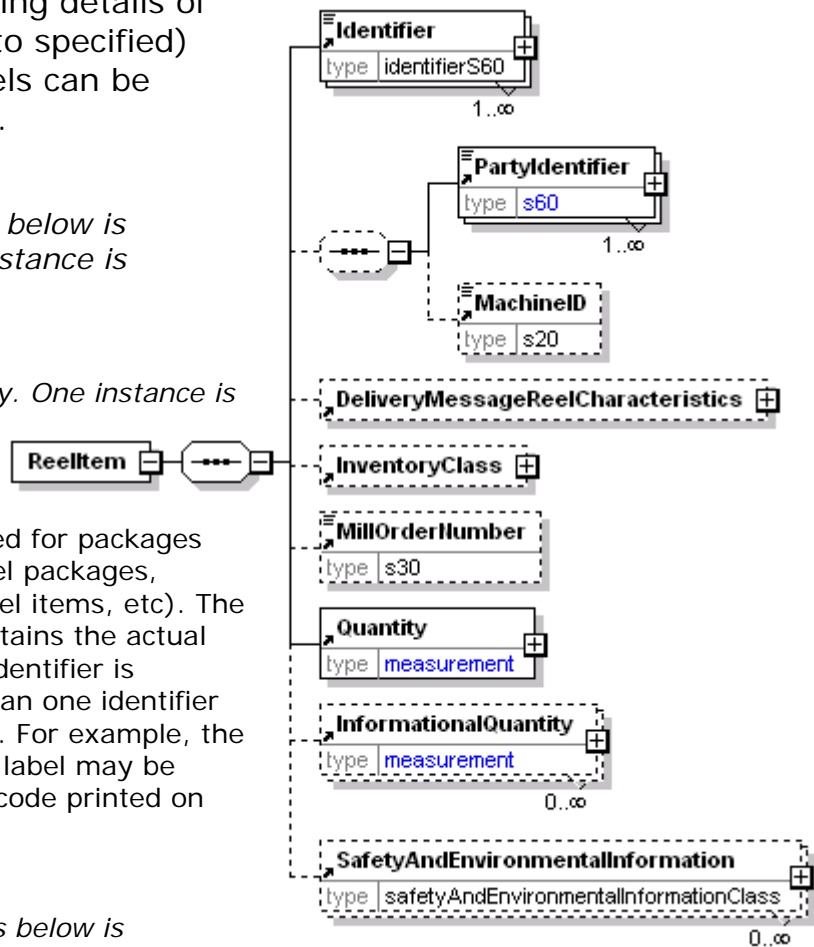 ing details of
to specified)
els can be
.
below is
stance is
y. One instance is
ed for packages
el packages,
el items, etc). The
tains the actual
dentifier is
an one identifier
. For example, the
label may be
code printed on
s below is
ReelItem
Identifier
type identifierS60
1..∞
PartyIdentifier
type s60
1..∞
MachineID
type s20
DeliveryMessageReelCharacteristics
InventoryClass
MillOrderNumber
type s30
Quantity
type measurement
InformationalQuantity
type measurement
0..∞
SafetyAndEnvironmentalInformation
type safetyAndEnvironmentalInformationClass
0..∞